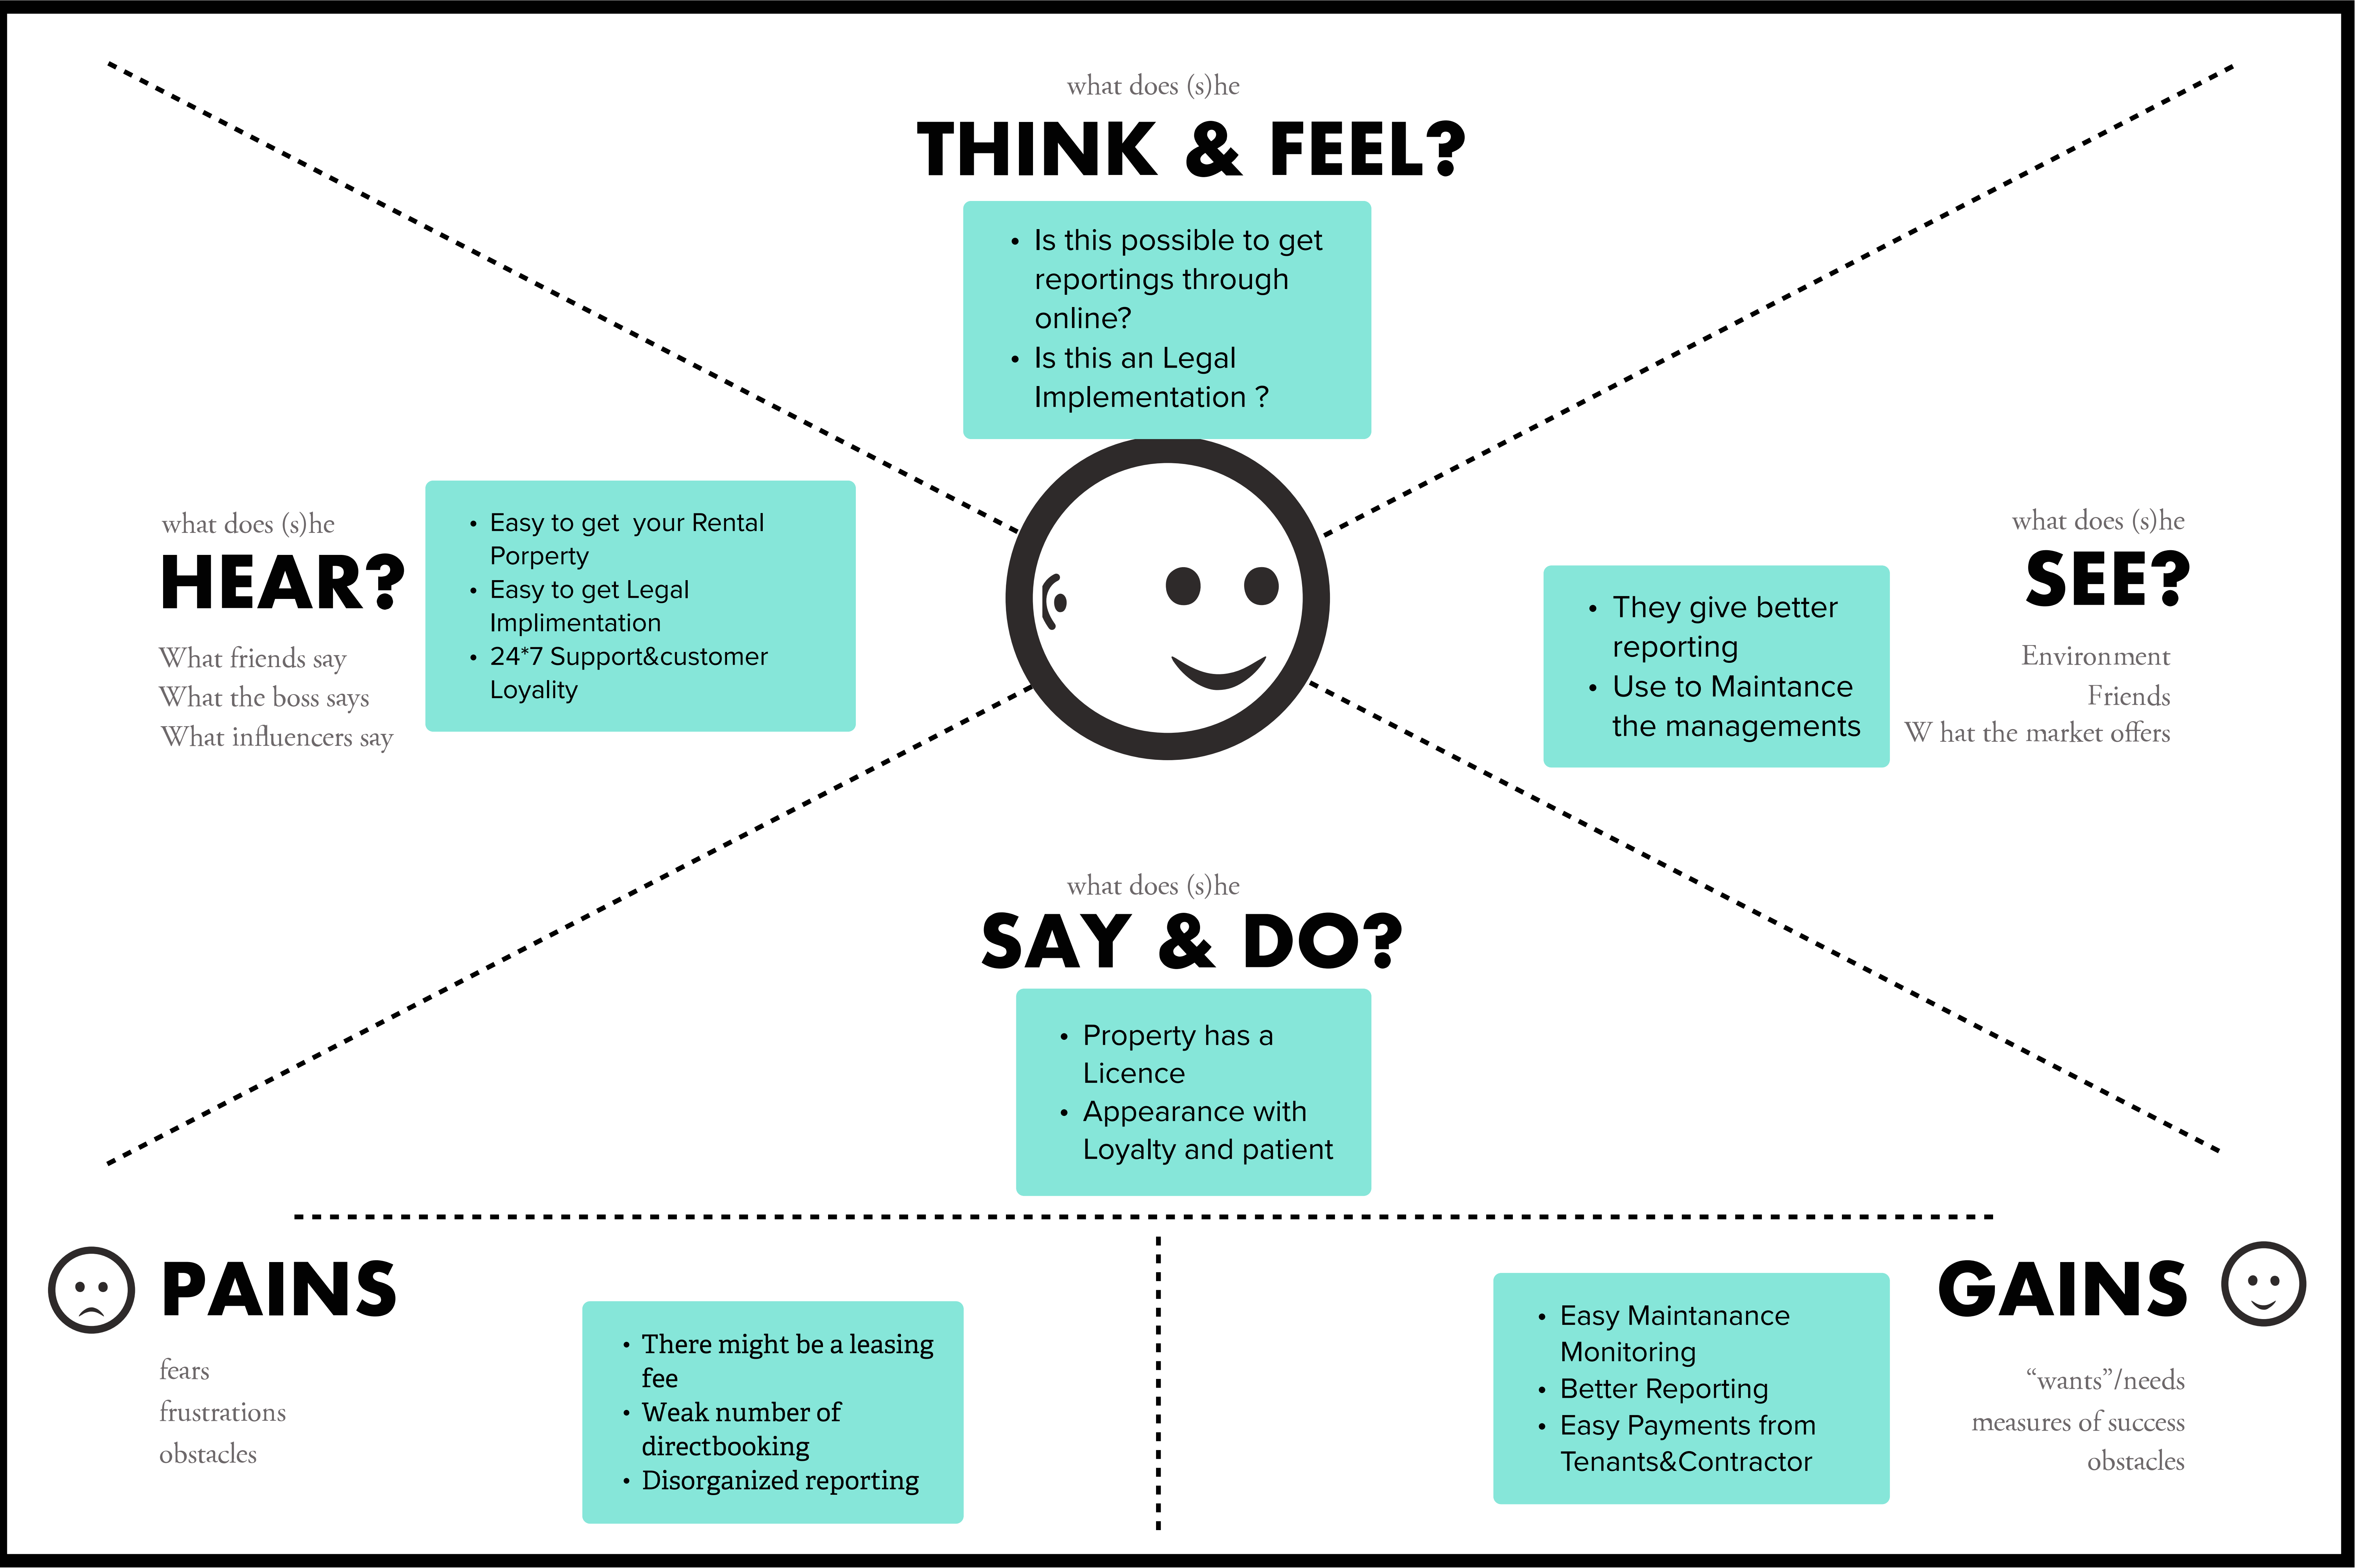 what does (s)he
THINK & FEEL?
• Is this possible to get
reportings through
online?
• Is this an Legal
Implementation ?
what does (s)he
HEAR?
What friends say
What the boss says
What influencers say
• Easy to get  your Rental
Porperty
• Easy to get Legal
Implimentation
• 24*7 Support&customer
Loyality
what does (s)he
SEE?
Environment
Friends
W hat the market offers
• They give better
reporting
• Use to Maintance
the managements
what does (s)he
SAY & DO?
• Property has a
Licence
• Appearance with
Loyalty and patient
PAINS
fears
frustrations
obstacles
• There might be a leasing
fee
• Weak number of
directbooking
• Disorganized reporting
GAINS
“wants”/needs
measures of success
obstacles
• Easy Maintanance
Monitoring
• Better Reporting
• Easy Payments from
Tenants&Contractor